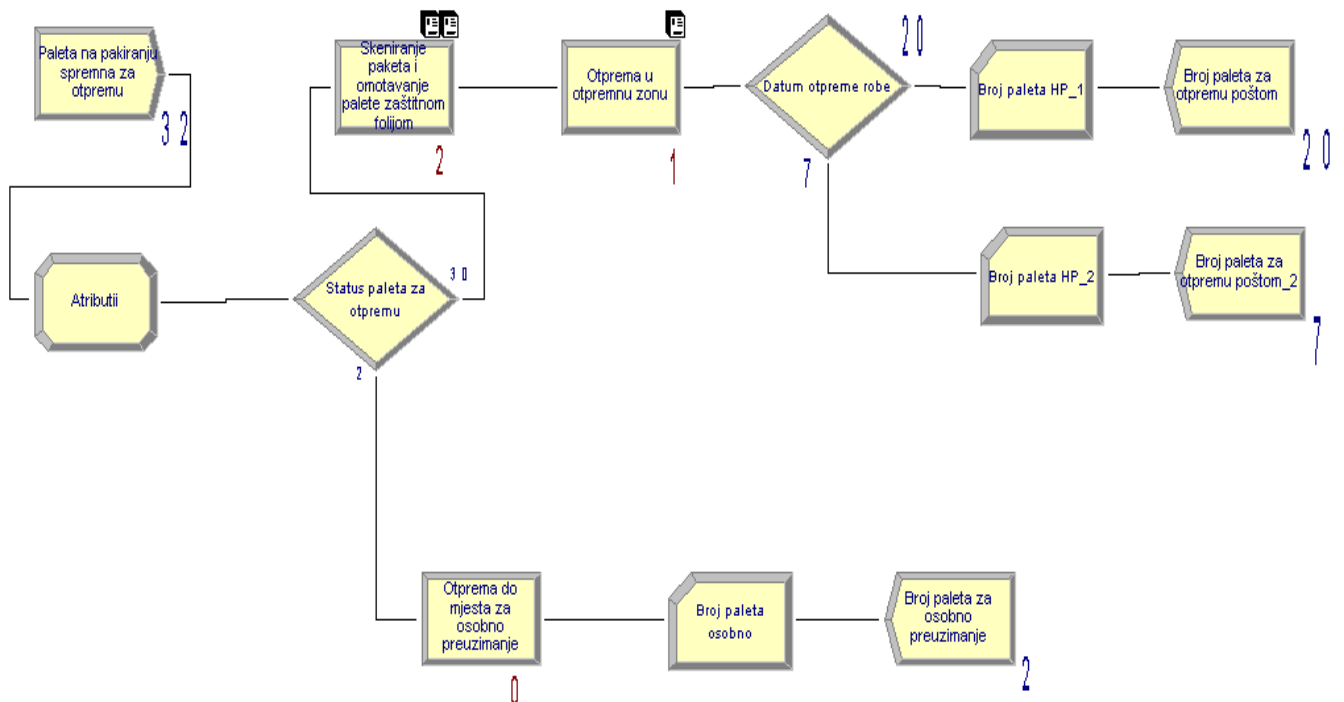 Paleta na pakiranju
spremna za
otpremu
3 2
Skeniranje
paketa i
omotavanje
palete zaštitnom
folijom
2
Otprema u
otpremnu zonu
1
Datum otpreme robe
2 0
7
Broj paleta HP_1
Broj paleta za
otpremu poštom
2 0
Atributii
Status paleta za
otpremu
3 0
2
Broj paleta HP_2
Broj paleta za
otpremu poštom_2
7
Otprema do
mjesta za
osobno
preuzimanje
0
Broj paleta
osobno
Broj paleta za
osobno
preuzimanje
2